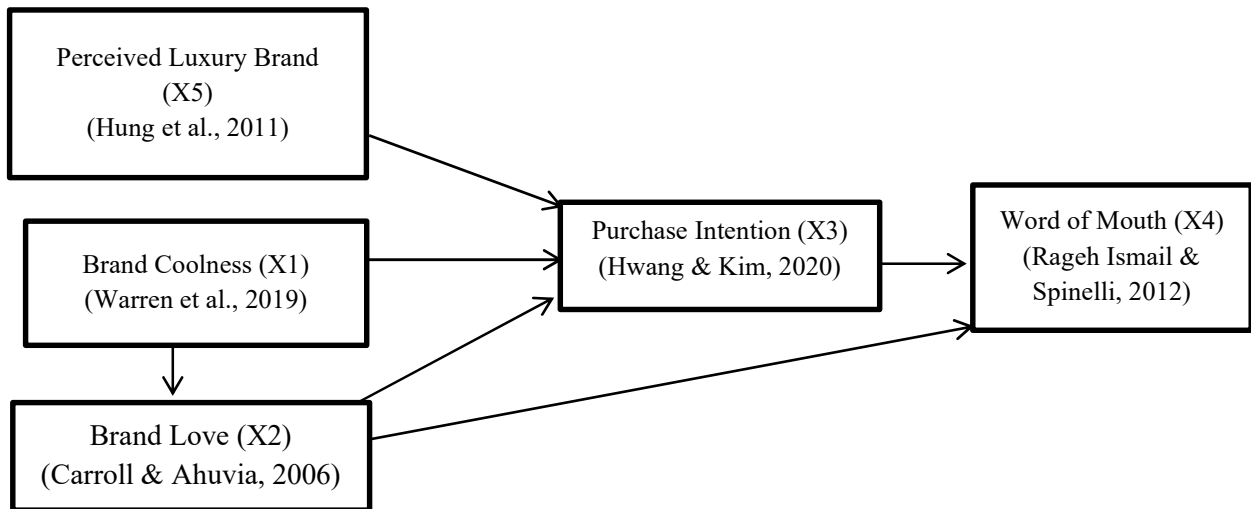 Perceived Luxury Brand
(X5)
(Hung et al., 2011)
Brand Coolness (X1)
(Warren et al., 2019)
Brand Love (X2)
(Carroll & Ahuvia, 2006)
Purchase Intention (X3)
(Hwang & Kim, 2020)
Word of Mouth (X4)
(Rageh Ismail &
Spinelli, 2012)